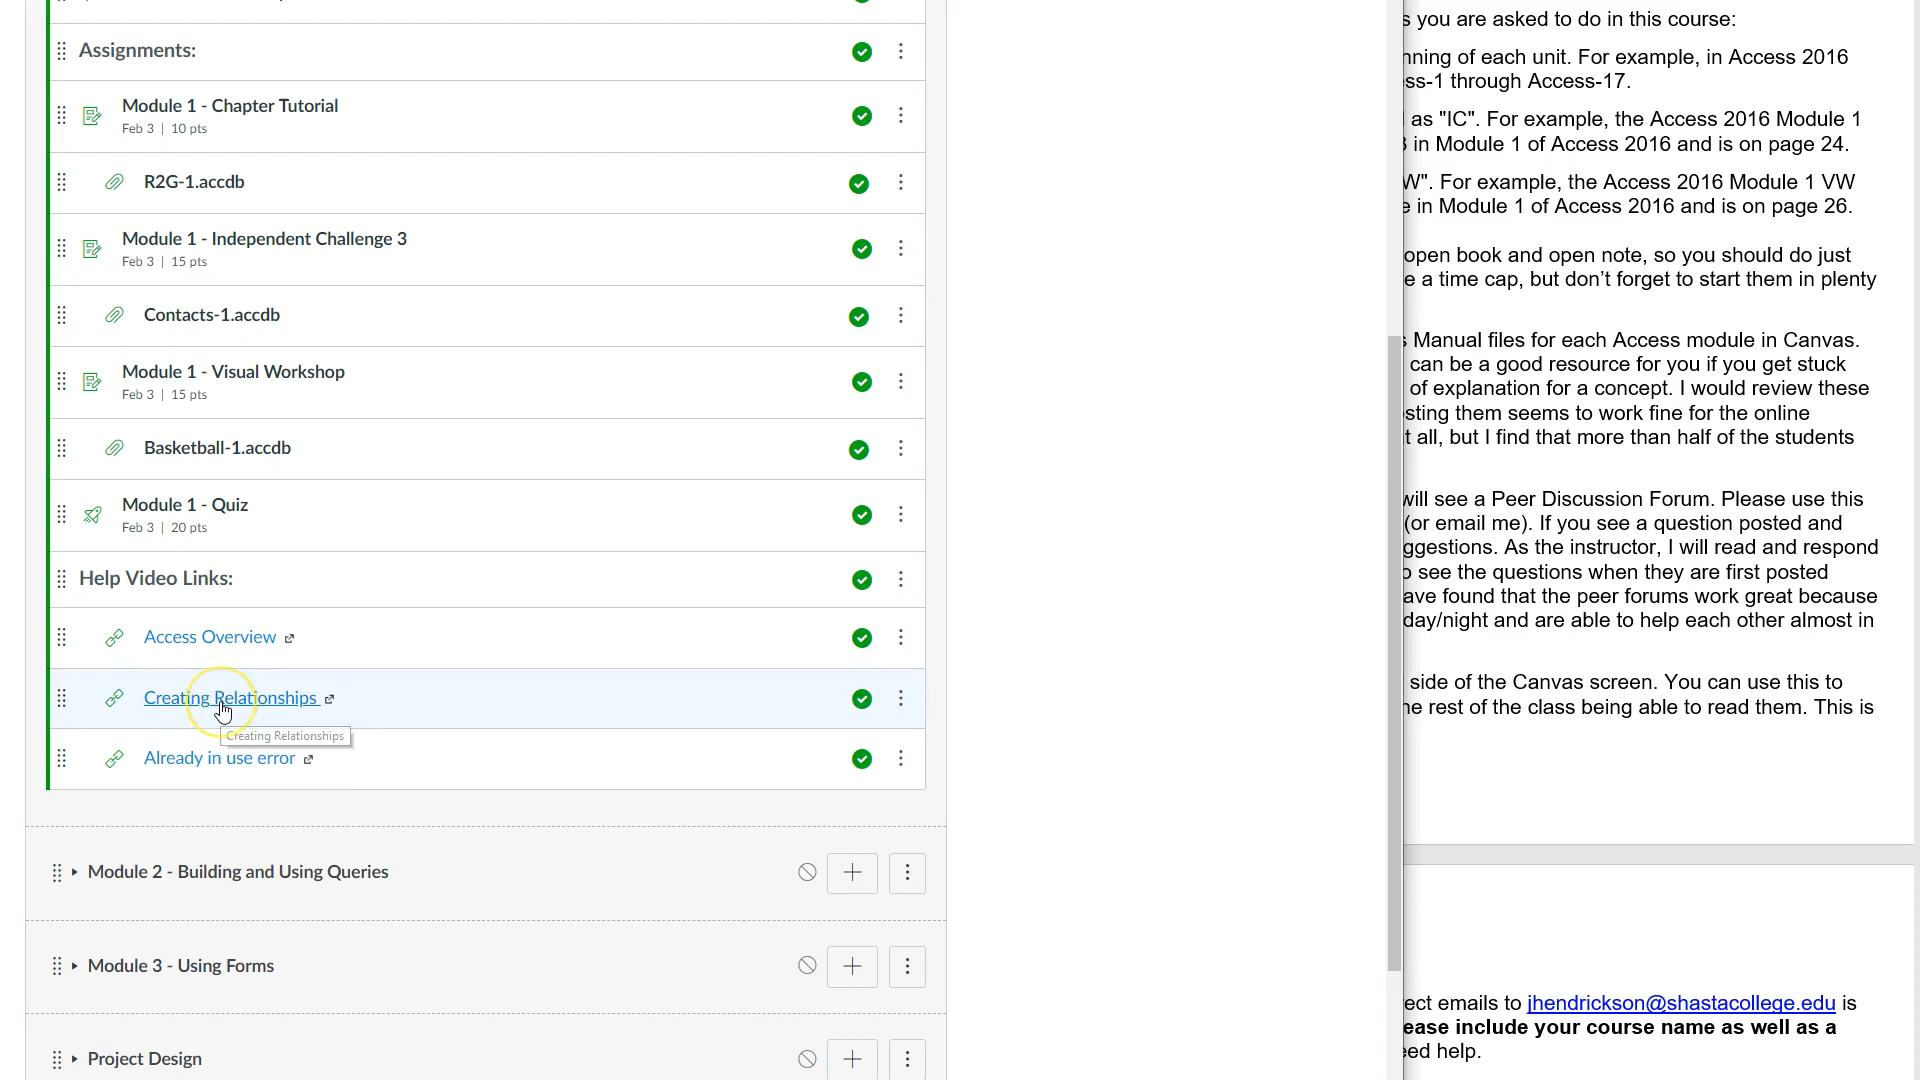 Assignments:
Module 1 - Chapter Tutorial
Feb 3 | 10 pts
R2G-1.accdb
Module 1 - Independent Challenge 3
Feb 3 | 15 pts
Contacts-1.accdb
Module 1 - Visual Workshop
Feb 3 | 15 pts
Basketball-1.accdb
Module 1 - Quiz
Feb 3 | 20 pts
Help Video Links:
Access Overview
Creating Relationships
Creating Relationships
Already in use error
Module 2 - Building and Using Queries
Module 3 - Using Forms
Project Design
s you are asked to do in this course:
nning of each unit. For example, in Access 2016
ess-1 through Access-17.
as "IC". For example, the Access 2016 Module 1
in Module 1 of Access 2016 and is on page 24.
W". For example, the Access 2016 Module 1 VW
e in Module 1 of Access 2016 and is on page 26.
open book and open note, so you should do just
e a time cap, but don't forget to start them in plenty
s Manual files for each Access module in Canvas.
can be a good resource for you if you get stuck
of explanation for a concept. I would review these
sting them seems to work fine for the online
t all, but I find that more than half of the students
will see a Peer Discussion Forum. Please use this
(or email me). If you see a question posted and
ggestions. As the instructor, I will read and respond
o see the questions when they are first posted
ave found that the peer forums work great because
day/night and are able to help each other almost in
side of the Canvas screen. You can use this to
he rest of the class being able to read them. This is
rect emails to jhendrickson@shastacollege.edu is
ease include your course name as well as a
eed help.